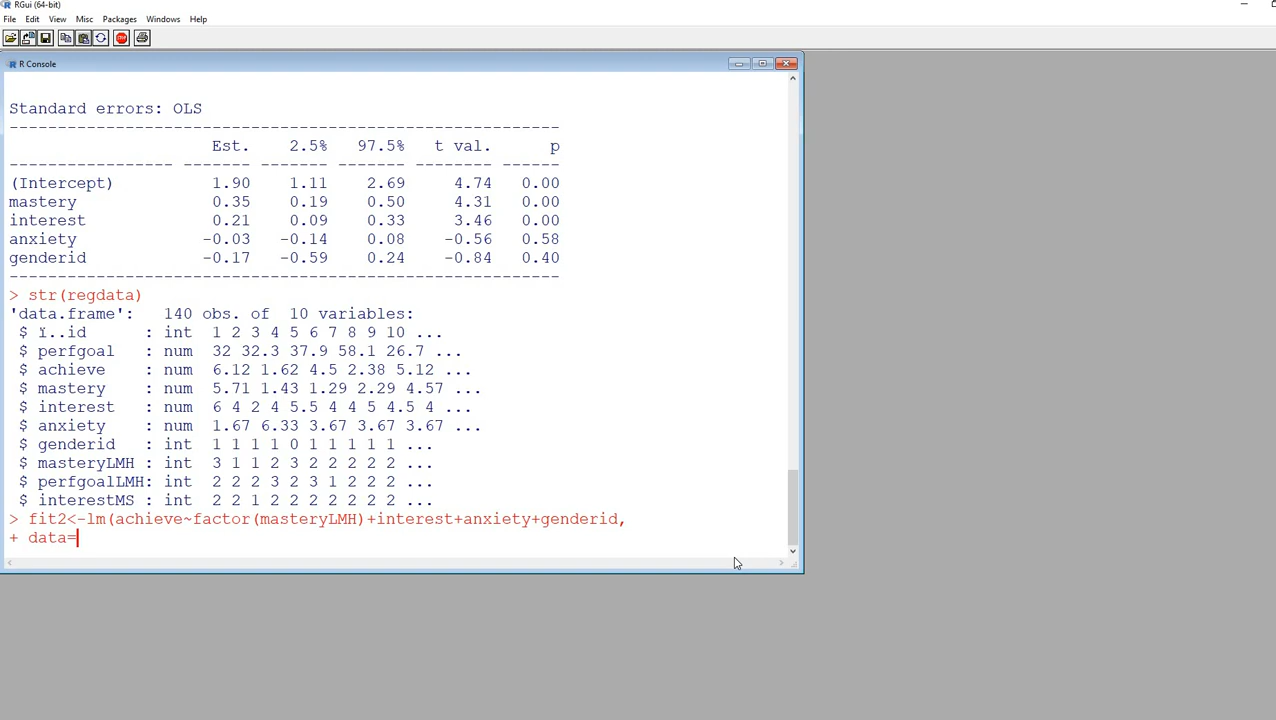 RGui (64-bit)
File Edit View Misc Packages Windows Help
STOP
R Console
Standard errors: OLS
------------------------------------------------------------
Est. 2.5% 97.5% t val. p
----------------- ------- ------- ------- -------- ------
(Intercept) 1.90 1.11 2.69 4.74 0.00
mastery 0.35 0.19 0.50 4.31 0.00
interest 0.21 0.09 0.33 3.46 0.00
anxiety -0.03 -0.14 0.08 -0.56 0.58
genderid -0.17 -0.59 0.24 -0.84 0.40
------------------------------------------------------------
> str(regdata)
'data.frame': 140 obs. of 10 variables:
$ ï..id : int 1 2 3 4 5 6 7 8 9 10 ...
$ perfgoal : num 32 32.3 37.9 58.1 26.7 ...
$ achieve : num 6.12 1.62 4.5 2.38 5.12 ...
$ mastery : num 5.71 1.43 1.29 2.29 4.57 ...
$ interest : num 6 4 2 4 5.5 4 4 5 4.5 4 ...
$ anxiety : num 1.67 6.33 3.67 3.67 3.67 ...
$ genderid : int 1 1 1 1 0 1 1 1 1 1 ...
$ masteryLMH : int 3 1 1 2 3 2 2 2 2 2 ...
$ perfgoalLMH: int 2 2 2 3 2 3 1 2 2 2 ...
$ interestMS : int 2 2 1 2 2 2 2 2 2 2 ...
> fit2<-lm(achieve~factor(masteryLMH)+interest+anxiety+genderid,
+ data=